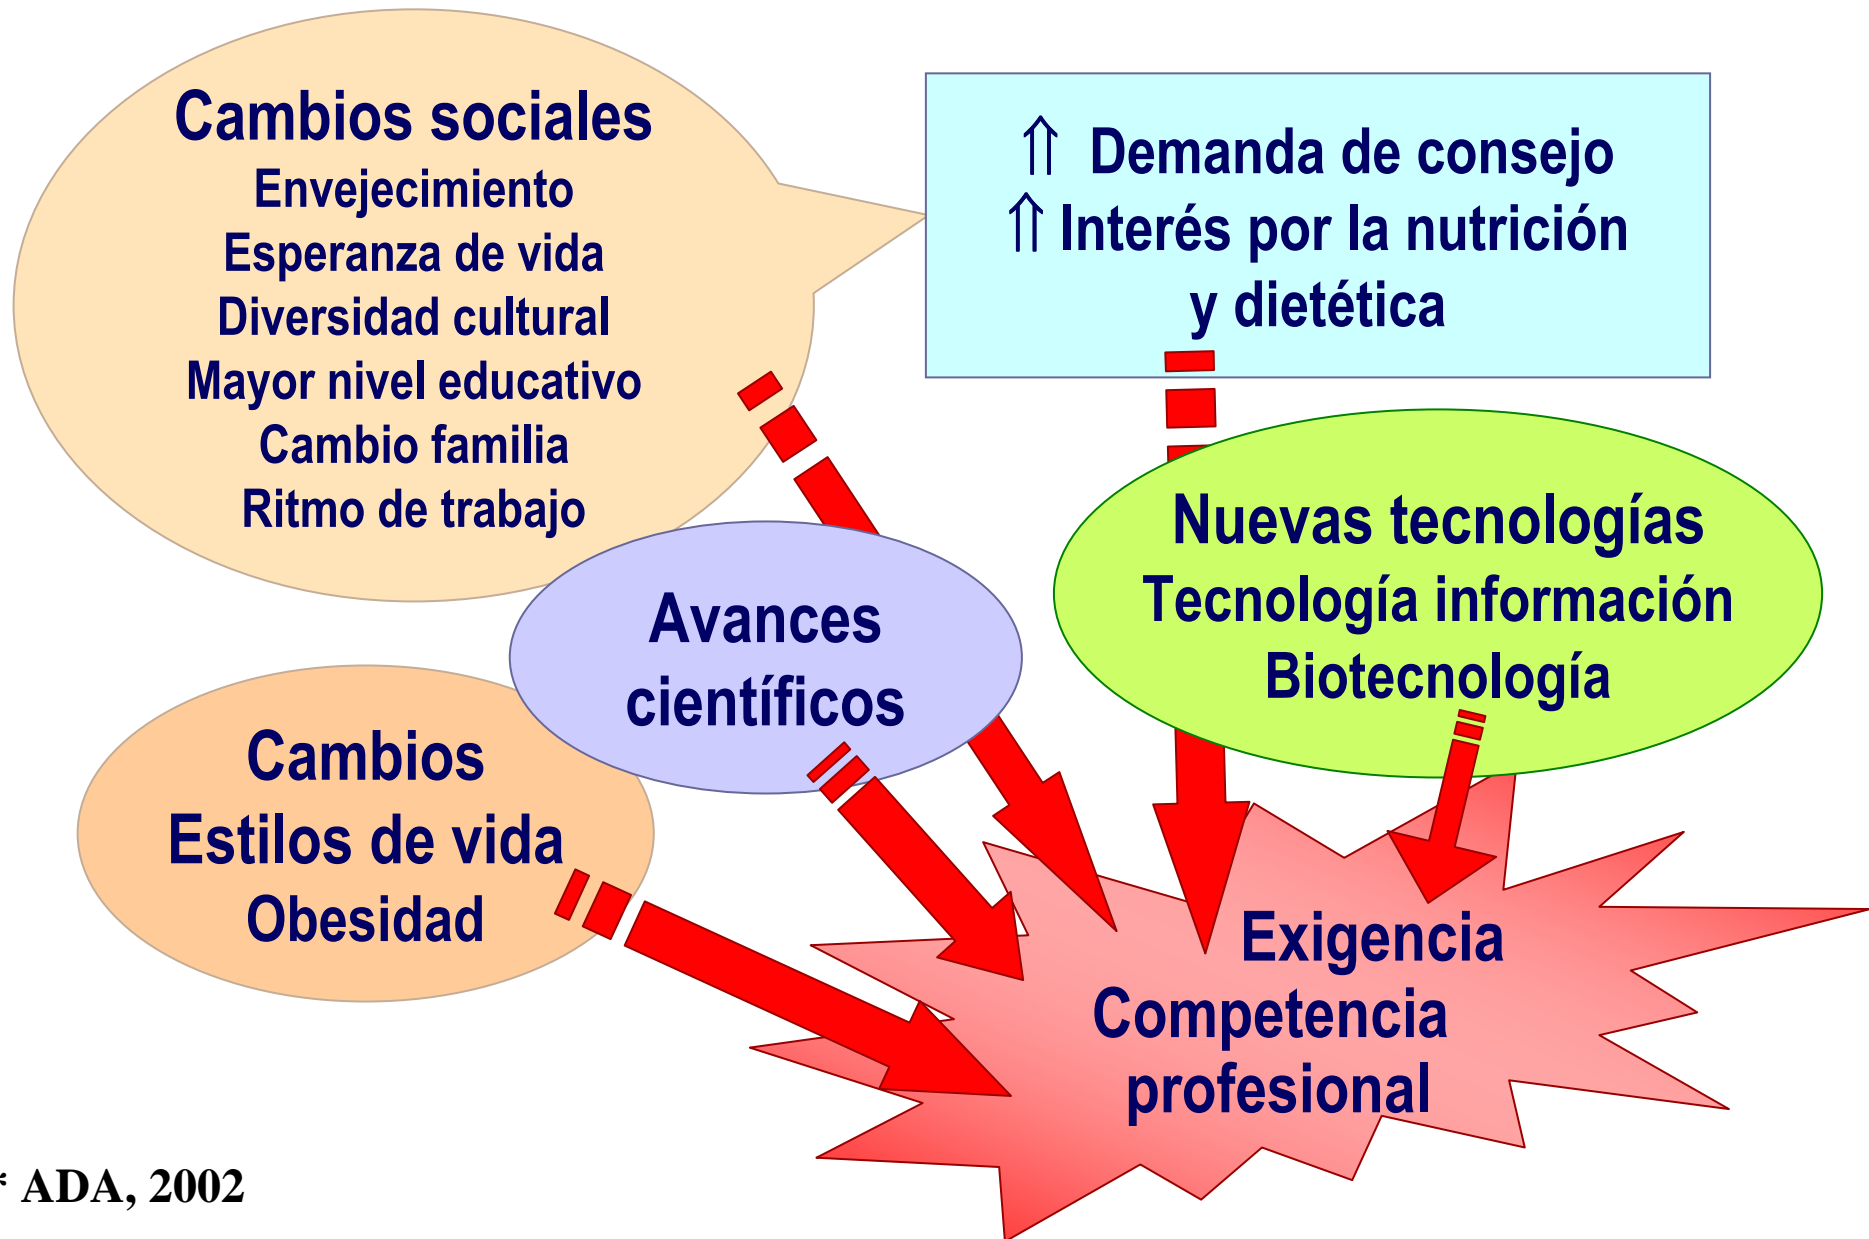 Cambios sociales
Envejecimiento
Esperanza de vida
Diversidad cultural
Mayor nivel educativo
Cambio familia
Ritmo de trabajo
⇑ Demanda de consejo
⇑ Interés por la nutrición
y dietética
Nuevas tecnologías
Tecnología información
Biotecnología
Avances
científicos
Cambios
Estilos de vida
Obesidad
Exigencia
Competencia
profesional
* ADA, 2002